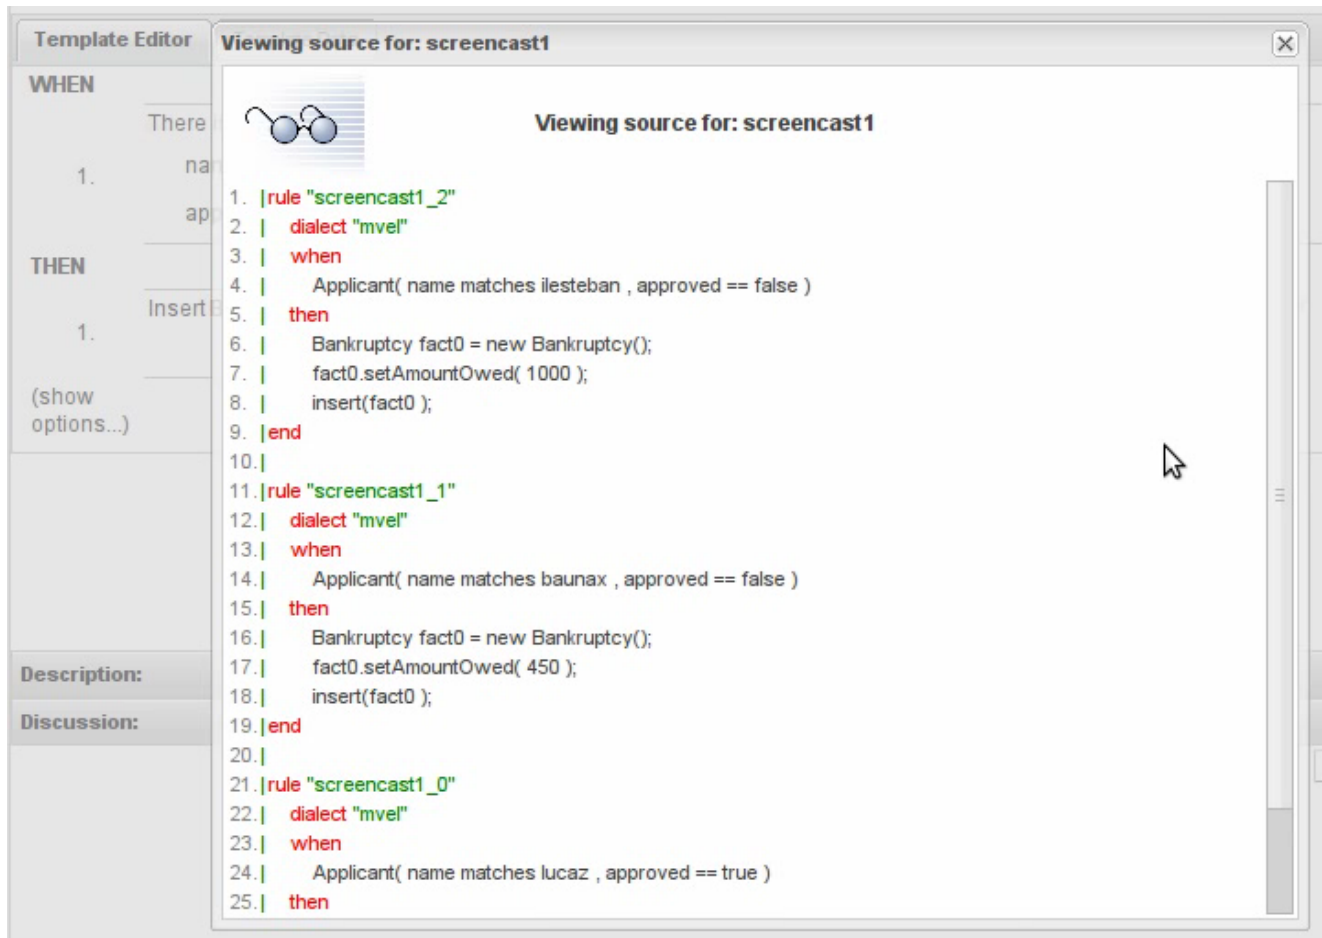 Template Editor
Viewing source for: screencast1
WHEN
There
Viewing source for: screencast1
1.
na
ap
THEN
Insert
1.
(show
options...)
Description:
Discussion:
1. |rule "screencast1_2"
2. | dialect "mvel"
3. | when
4. | Applicant( name matches ilesteban , approved == false )
5. | then
6. | Bankruptcy fact0 = new Bankruptcy();
7. | fact0.setAmountOwed( 1000 );
8. | insert(fact0 );
9. |end
10.|
11.|rule "screencast1_1"
12.| dialect "mvel"
13.| when
14.| Applicant( name matches baunax , approved == false )
15.| then
16.| Bankruptcy fact0 = new Bankruptcy();
17.| fact0.setAmountOwed( 450 );
18.| insert(fact0 );
19.|end
20.|
21.|rule "screencast1_0"
22.| dialect "mvel"
23.| when
24.| Applicant( name matches lucaz , approved == true )
25.| then